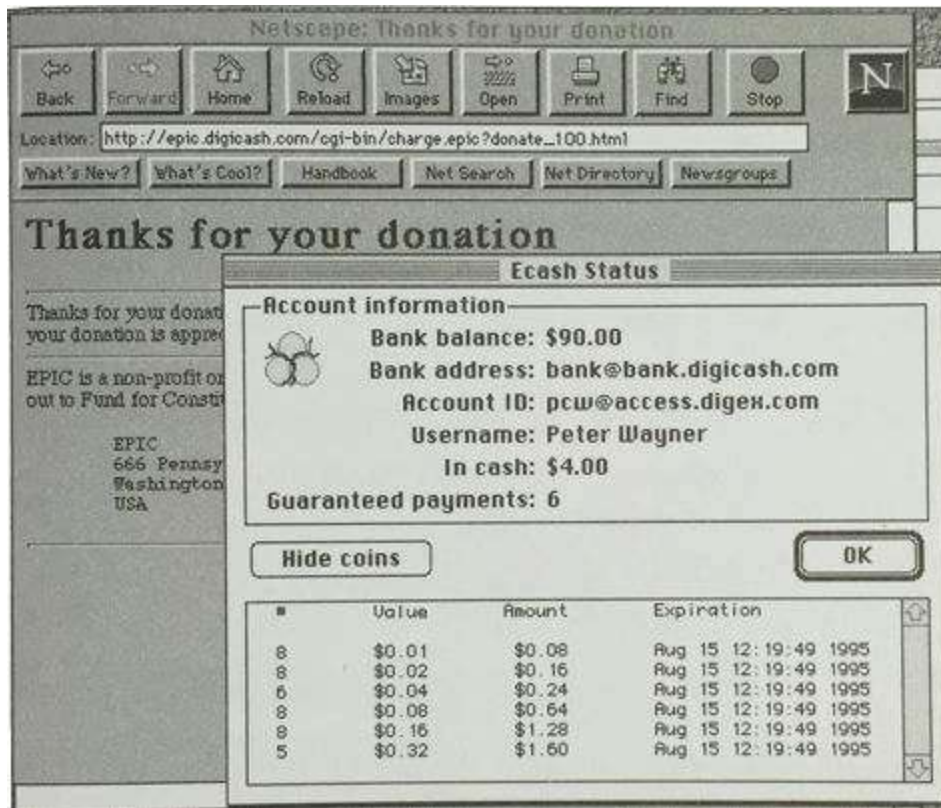 Netscape: Thanks for your donation
Back Forward Home Reload Images Open Print Find Stop N
Location: http://epic.digicash.com/cgi-bin/charge.epic?donate_100.html
What's New? What's Cool? Handbook Net Search Net Directory Newsgroups
Thanks for your donation
Thanks for your donati
your donation is appre
EPIC is a non-profit or
out to Fund for Constit
EPIC
666 Pennsy
Washington
USA
Ecash Status
Account information
Bank balance: $90.00
Bank address: bank@bank.digicash.com
Account ID: pcw@access.digex.com
Username: Peter Wayner
In cash: $4.00
Guaranteed payments: 6
Hide coins OK
# Value Amount Expiration
8 $0.01 $0.08 Aug 15 12:19:49 1995
8 $0.02 $0.16 Aug 15 12:19:49 1995
6 $0.04 $0.24 Aug 15 12:19:49 1995
8 $0.08 $0.64 Aug 15 12:19:49 1995
8 $0.16 $1.28 Aug 15 12:19:49 1995
5 $0.32 $1.60 Aug 15 12:19:49 1995